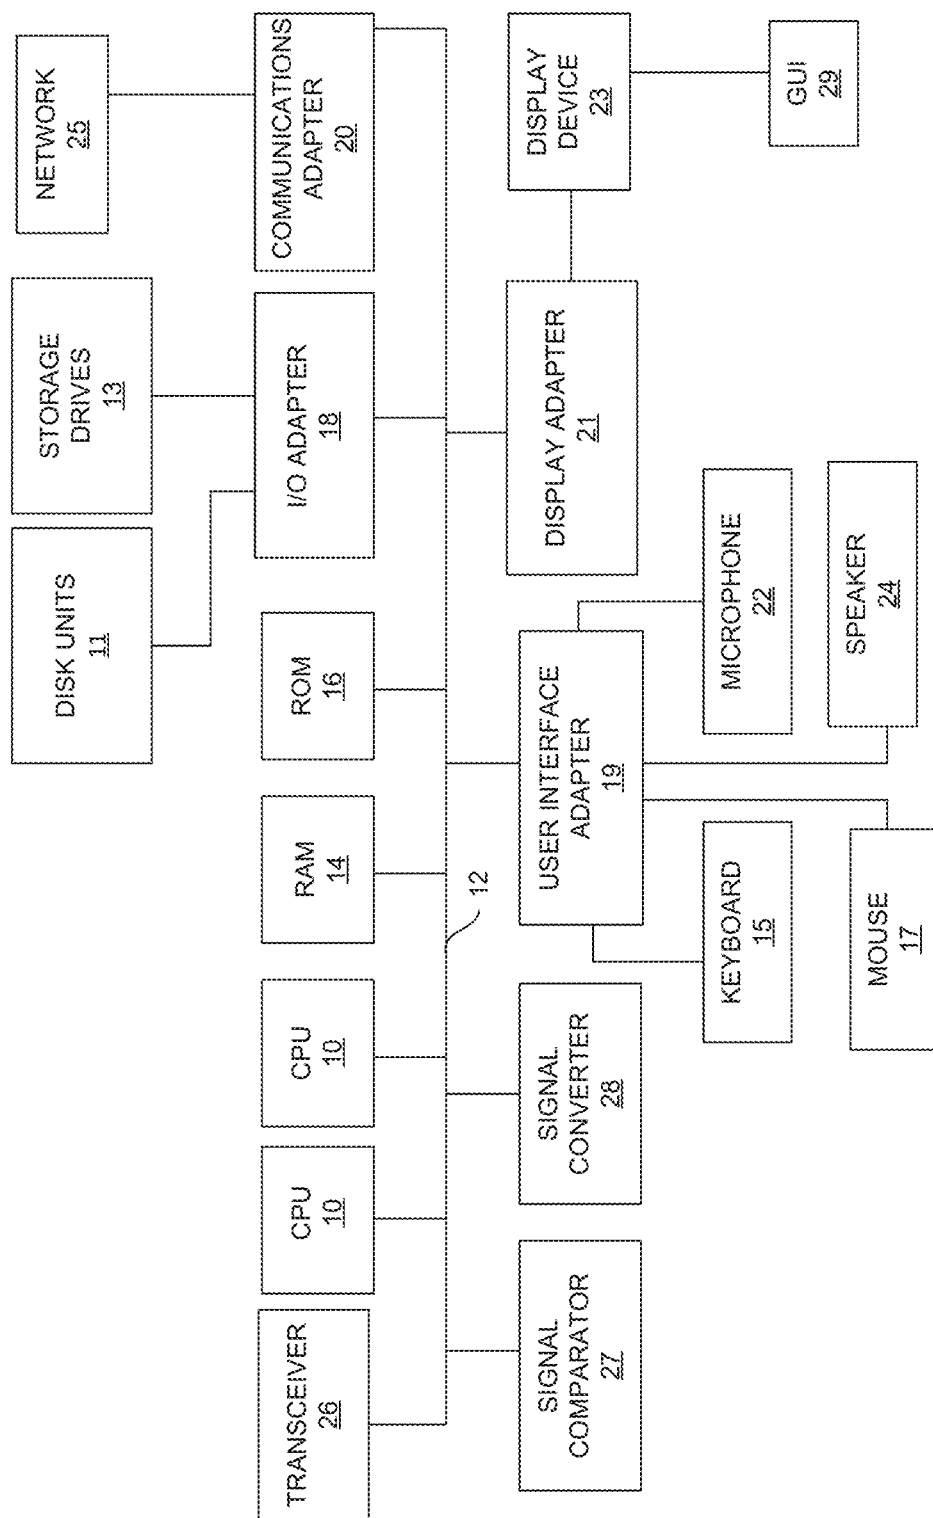 DISK UNITS
11
STORAGE
DRIVES
13
NETWORK
25
TRANSCEIVER
26
CPU
10
CPU
10
RAM
14
ROM
16
I/O ADAPTER
18
COMMUNICATIONS
ADAPTER
20
12
SIGNAL
COMPARATOR
27
SIGNAL
CONVERTER
28
USER INTERFACE
ADAPTER
19
DISPLAY ADAPTER
21
DISPLAY
DEVICE
23
KEYBOARD
15
MICROPHONE
22
GUI
29
MOUSE
17
SPEAKER
24